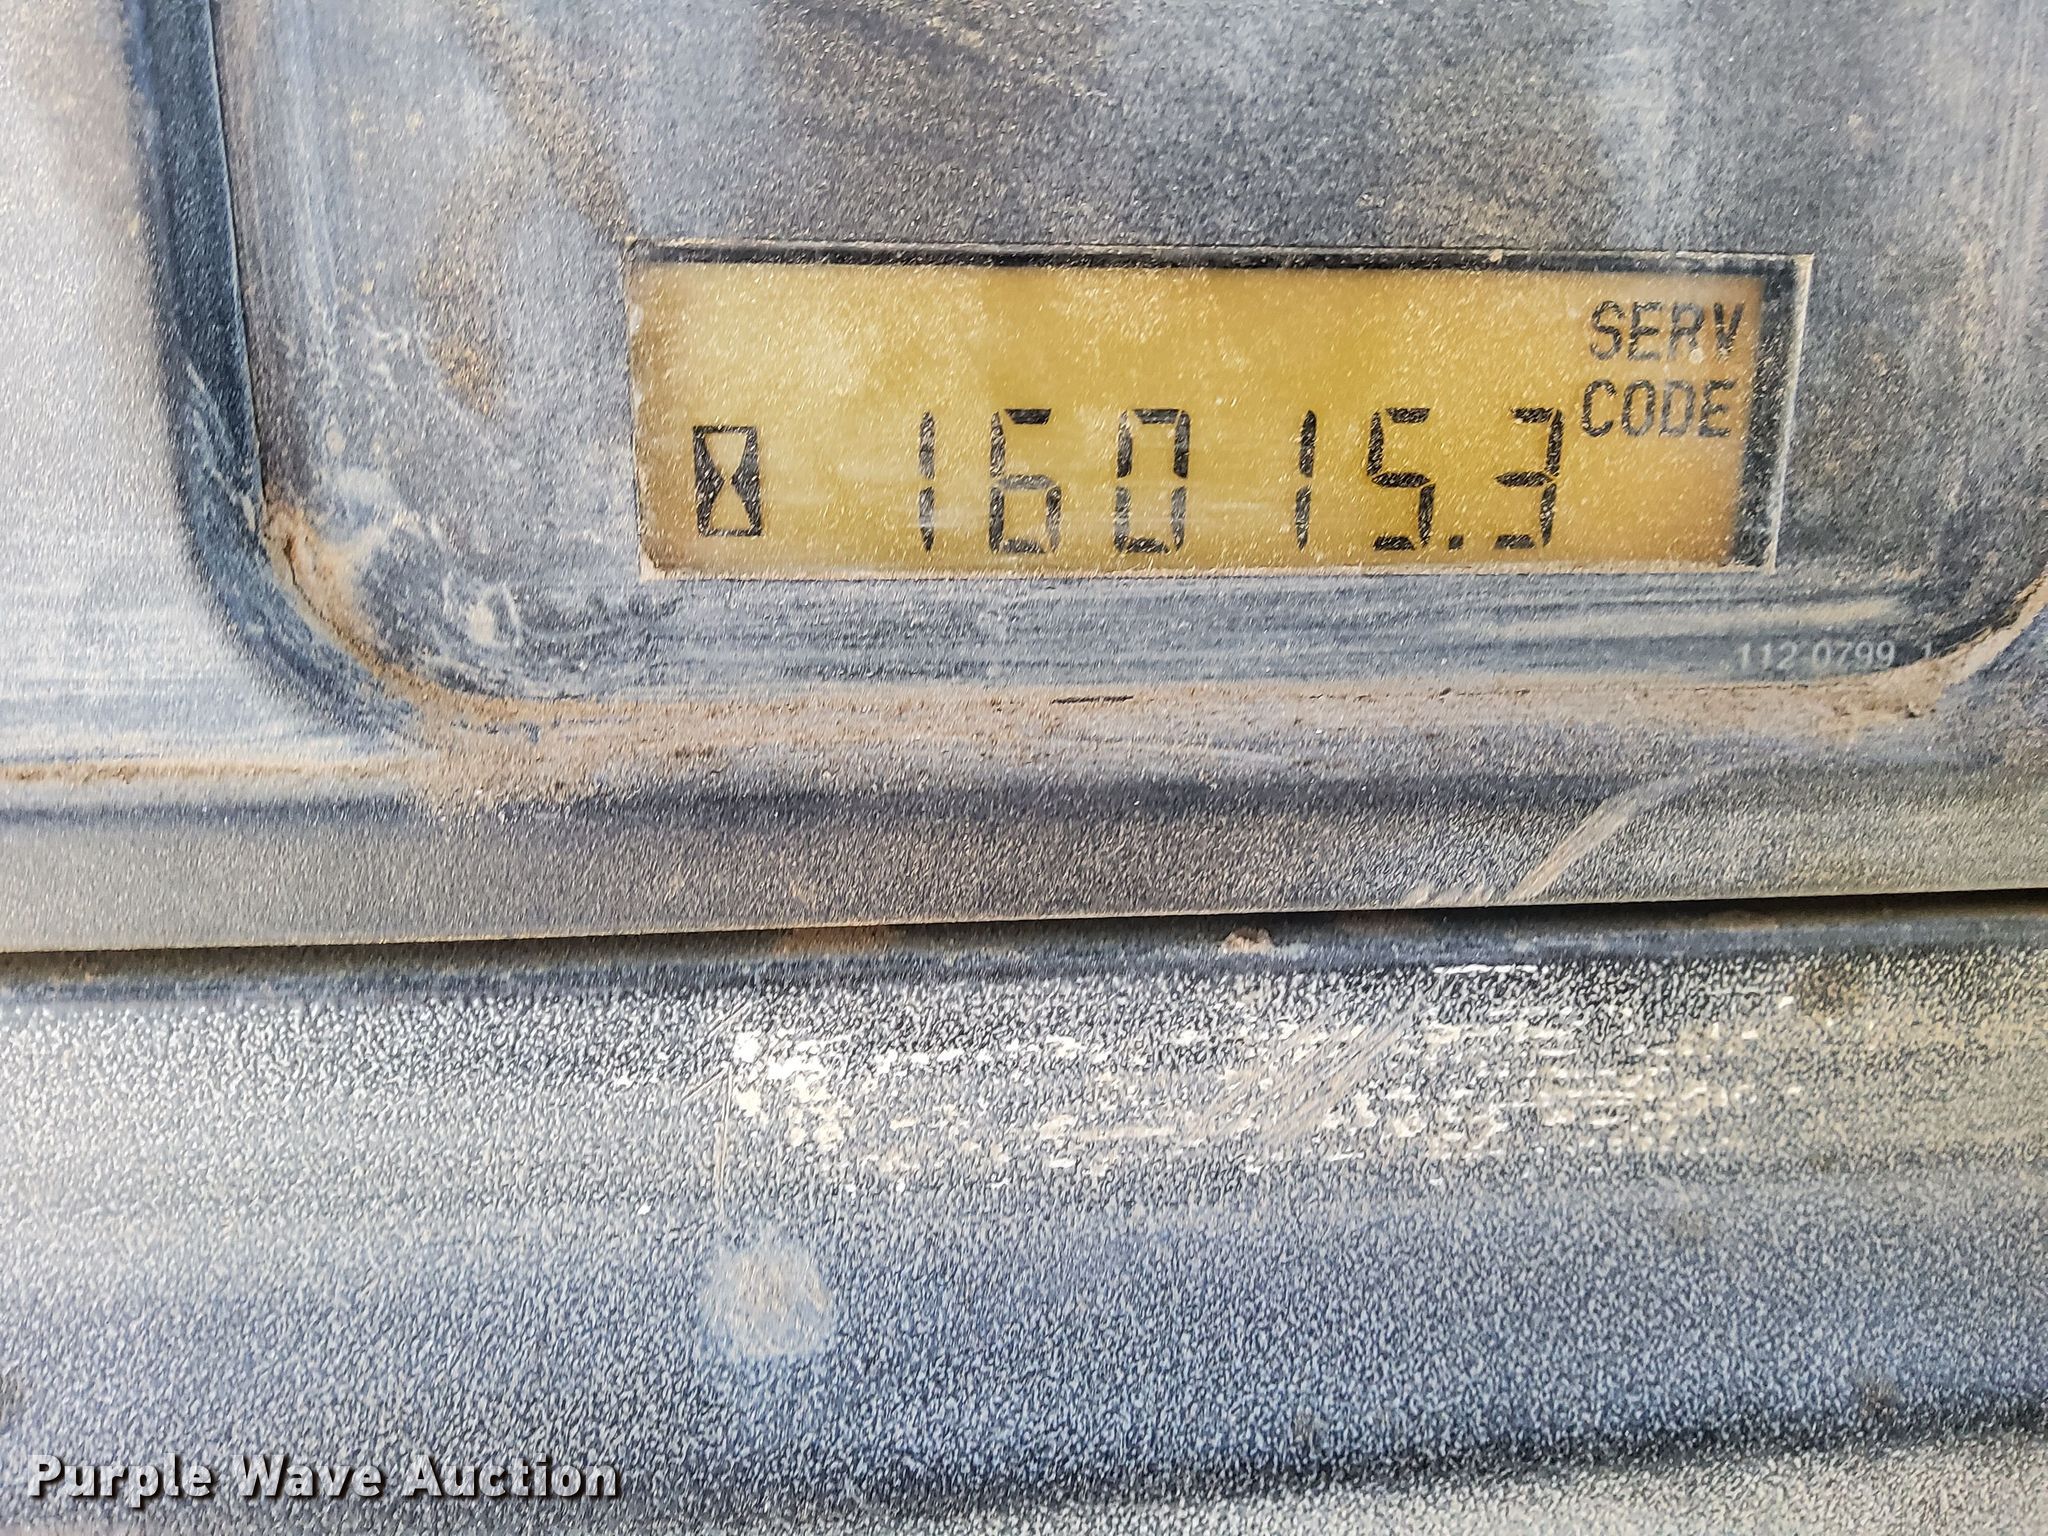 SERV
CODE
16015.3
112-0799
Purple Wave Auction